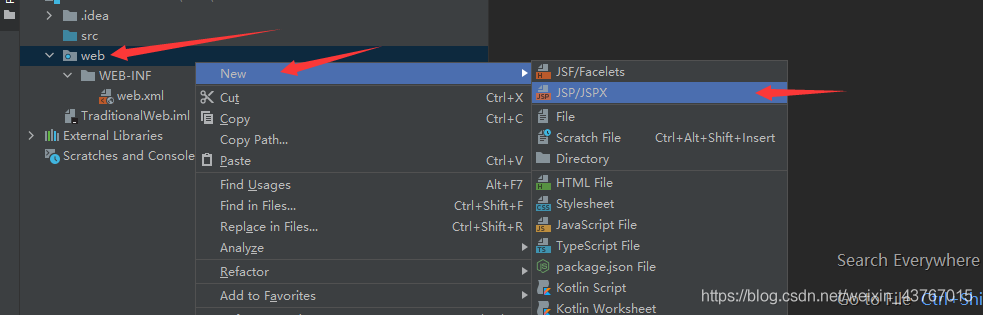 .idea
src
web
WEB-INF
web.xml
TraditionalWeb.iml
External Libraries
Scratches and Console
New
Cut Ctrl+X
Copy Ctrl+C
Copy Path...
Paste Ctrl+V
Find Usages Alt+F7
Find in Files... Ctrl+Shift+F
Replace in Files... Ctrl+Shift+R
Analyze
Refactor
Add to Favorites
JSF/Facelets
JSP/JSPX
File
Scratch File Ctrl+Alt+Shift+Insert
Directory
HTML File
Stylesheet
JavaScript File
TypeScript File
package.json File
Kotlin Script
Kotlin Worksheet
Search Everywhere
Go to File Ctrl+Shi
https://blog.csdn.net/weixin_43767015